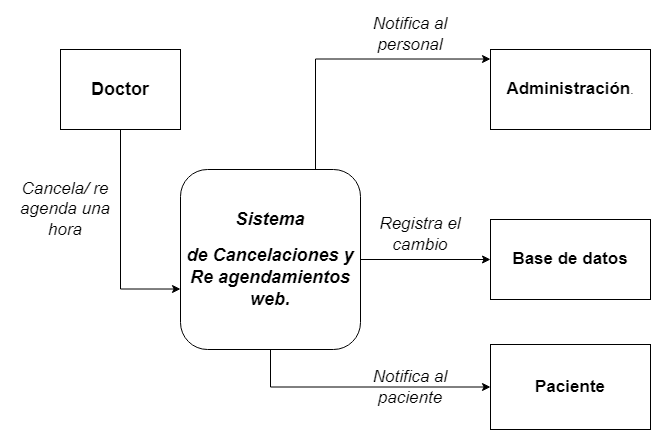 Notifica al
personal
Doctor
Administración.
Cancela/ re
agenda una
hora
Sistema
de Cancelaciones y
Re agendamientos
web.
Registra el
cambio
Base de datos
Notifica al
paciente
Paciente